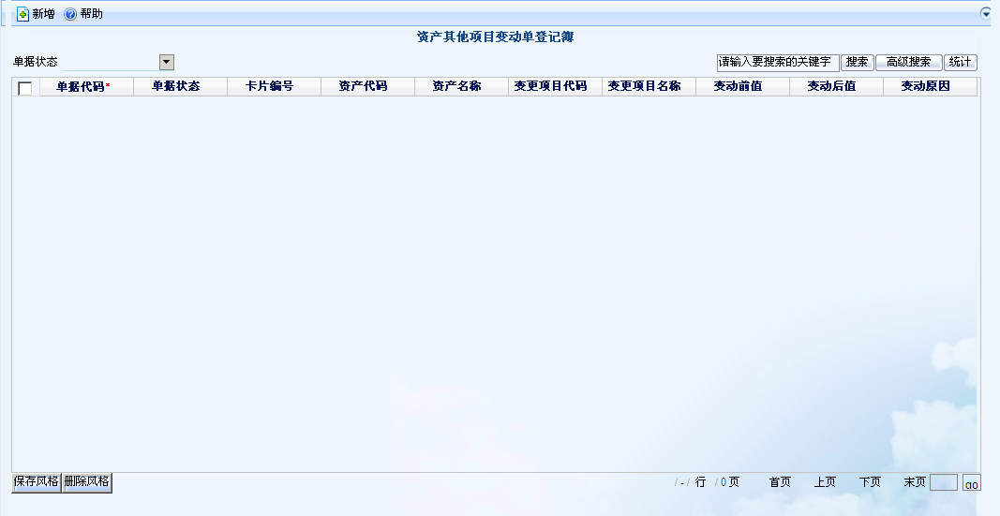 新增 帮助
资产其他项目变动单登记簿
单据状态 请输入要搜索的关键字 搜索 高级搜索 统计
单据代码* 单据状态 卡片编号 资产代码 资产名称 变更项目代码 变更项目名称 变动前值 变动后值 变动原因
保存风格 删除风格 / - / 行 / 0 页 首页 上页 下页 末页 go